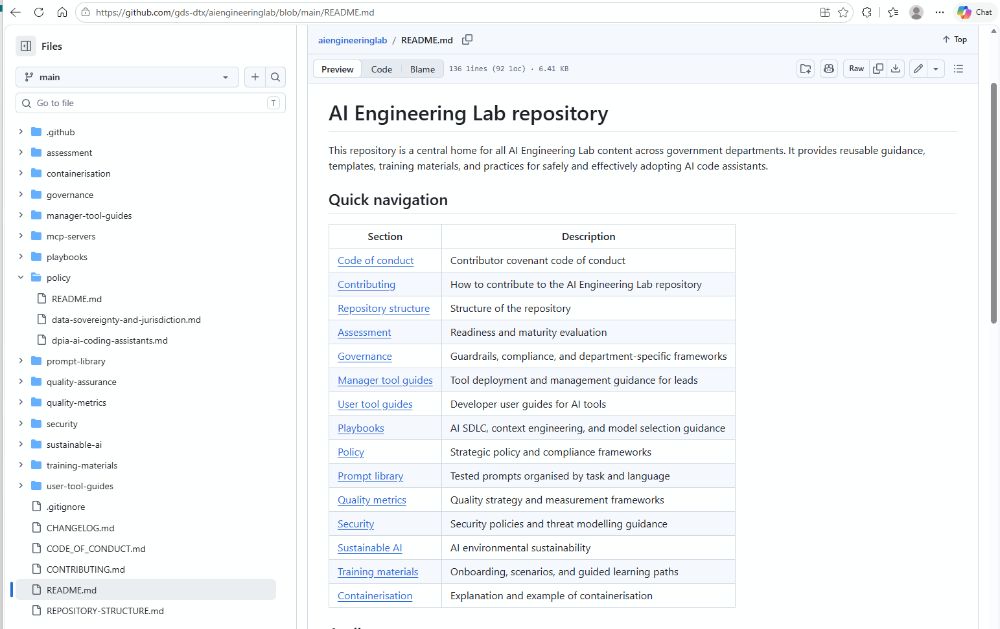 https://github.com/gds-dtx/aiengineeringlab/blob/main/README.md
Chat
Files
main
Go to file
T
.github
assessment
containerisation
governance
manager-tool-guides
mcp-servers
playbooks
policy
README.md
data-sovereignty-and-jurisdiction.md
dpia-ai-coding-assistants.md
prompt-library
quality-assurance
quality-metrics
security
sustainable-ai
training-materials
user-tool-guides
.gitignore
CHANGELOG.md
CODE_OF_CONDUCT.md
CONTRIBUTING.md
README.md
REPOSITORY-STRUCTURE.md
aiengineeringlab / README.md
Top
Preview Code Blame 136 lines (92 loc) · 6.41 KB
Raw
AI Engineering Lab repository
This repository is a central home for all AI Engineering Lab content across government departments. It provides reusable guidance,
templates, training materials, and practices for safely and effectively adopting AI code assistants.
Quick navigation
Section Description
Code of conduct Contributor covenant code of conduct
Contributing How to contribute to the AI Engineering Lab repository
Repository structure Structure of the repository
Assessment Readiness and maturity evaluation
Governance Guardrails, compliance, and department-specific frameworks
Manager tool guides Tool deployment and management guidance for leads
User tool guides Developer user guides for AI tools
Playbooks AI SDLC, context engineering, and model selection guidance
Policy Strategic policy and compliance frameworks
Prompt library Tested prompts organised by task and language
Quality metrics Quality strategy and measurement frameworks
Security Security policies and threat modelling guidance
Sustainable AI AI environmental sustainability
Training materials Onboarding, scenarios, and guided learning paths
Containerisation Explanation and example of containerisation